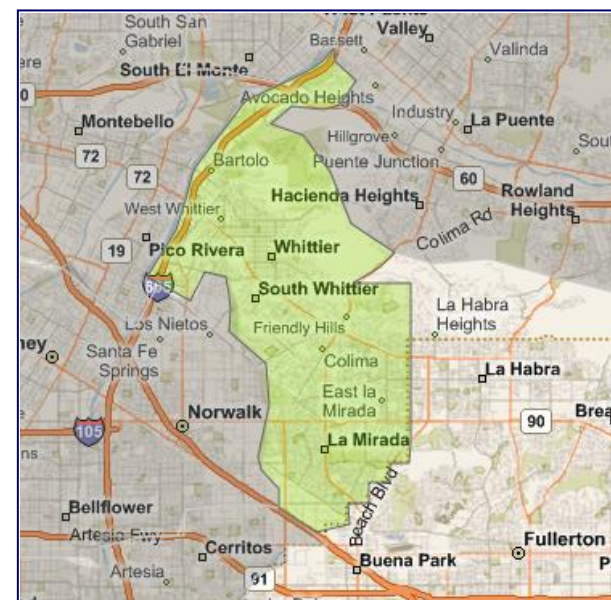 South San
Gabriel
Bassett
Valley
Valinda
South El Monte
Avocado Heights
Industry
La Puente
Montebello
Hillgrove
72
Bartolo
Puente Junction
72
60
Hacienda Heights
Rowland
Heights
West Whittier
Colima Rd
19
Pico Rivera
Whittier
605
South Whittier
La Habra
Heights
Los Nietos
Friendly Hills
Santa Fe
Springs
Colima
La Habra
East la
Mirada
Norwalk
90
105
La Mirada
Beach Blvd
Bellflower
Artesia Fwy
Cerritos
Fullerton
Buena Park
Artesia
91